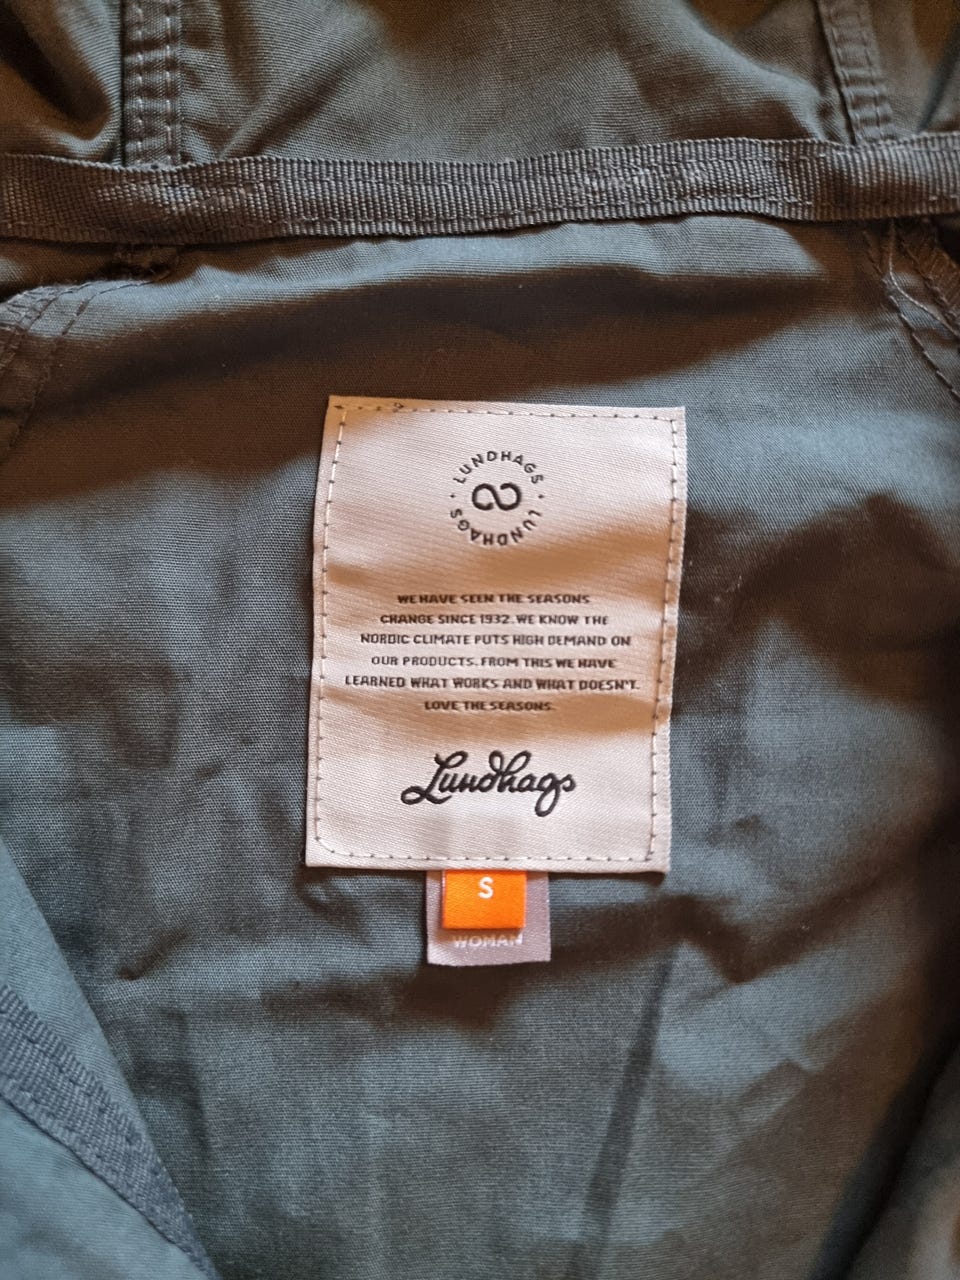 LUNDHAGS · LUNDHAGS ·
WE HAVE SEEN THE SEASONS
CHANGE SINCE 1932. WE KNOW THE
NORDIC CLIMATE PUTS HIGH DEMAND ON
OUR PRODUCTS. FROM THIS WE HAVE
LEARNED WHAT WORKS AND WHAT DOESN'T.
LOVE THE SEASONS.
Lundhags
S
WOMAN